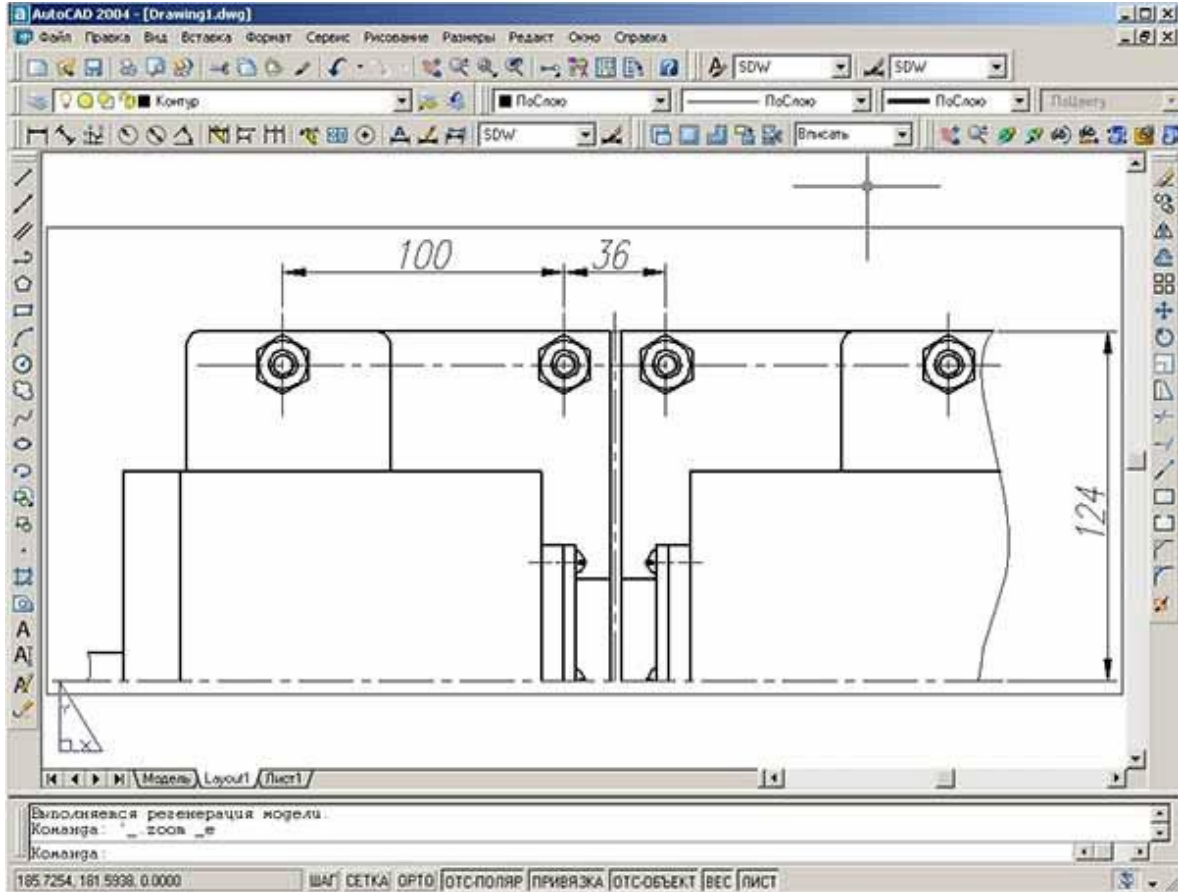 AutoCAD 2004 - [Drawing1.dwg]
Файл Правка Вид Вставка Формат Сервис Рисование Размеры Редакт Окно Справка
SDW SDW
Контур ПоСлою ПоСлою ПоСлою ПоЦвету
SDW Вписать
100 36
124
Y
X
Модель Layout1 Лист1
Выполняется регенерация модели.
Команда: '_.zoom _e
Команда:
185.7254, 181.5938, 0.0000 ШАГ СЕТКА ОРТО ОТС-ПОЛЯР ПРИВЯЗКА ОТС-ОБЪЕКТ ВЕС ЛИСТ